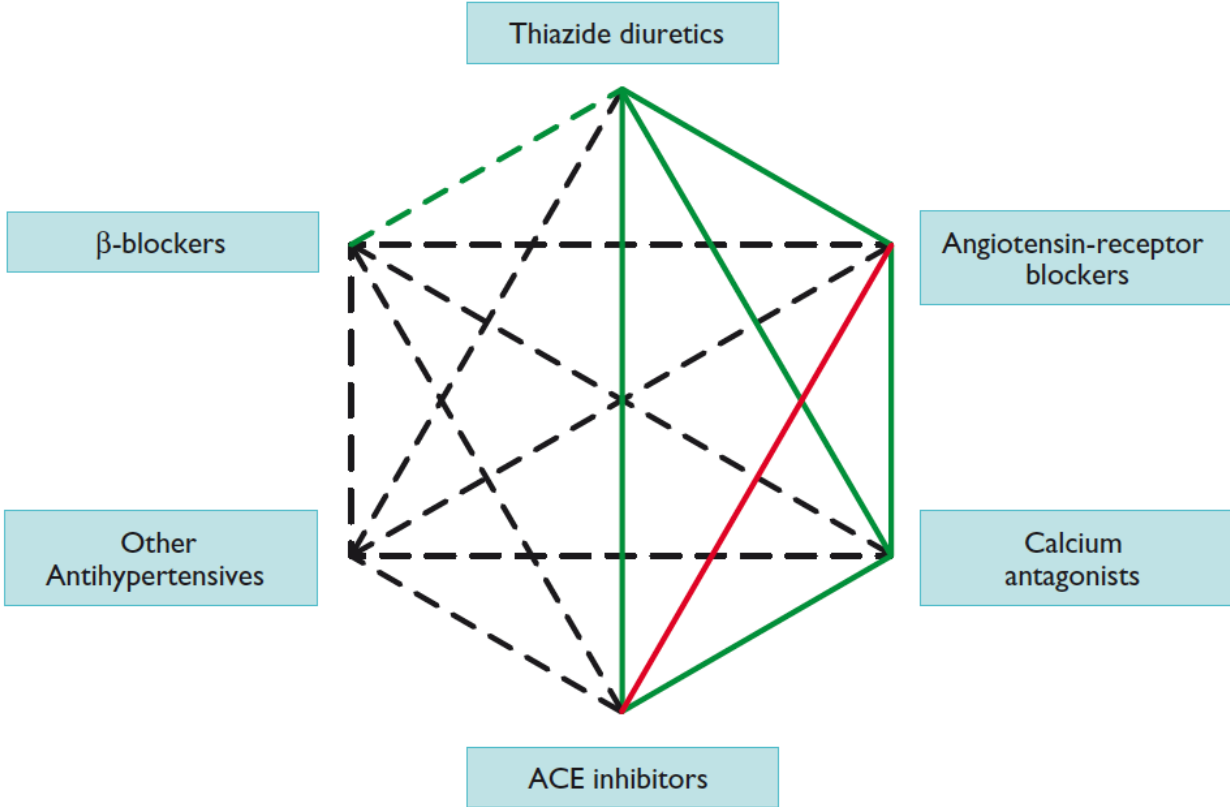 Thiazide diuretics
β-blockers
Angiotensin-receptor
blockers
Other
Antihypertensives
Calcium
antagonists
ACE inhibitors